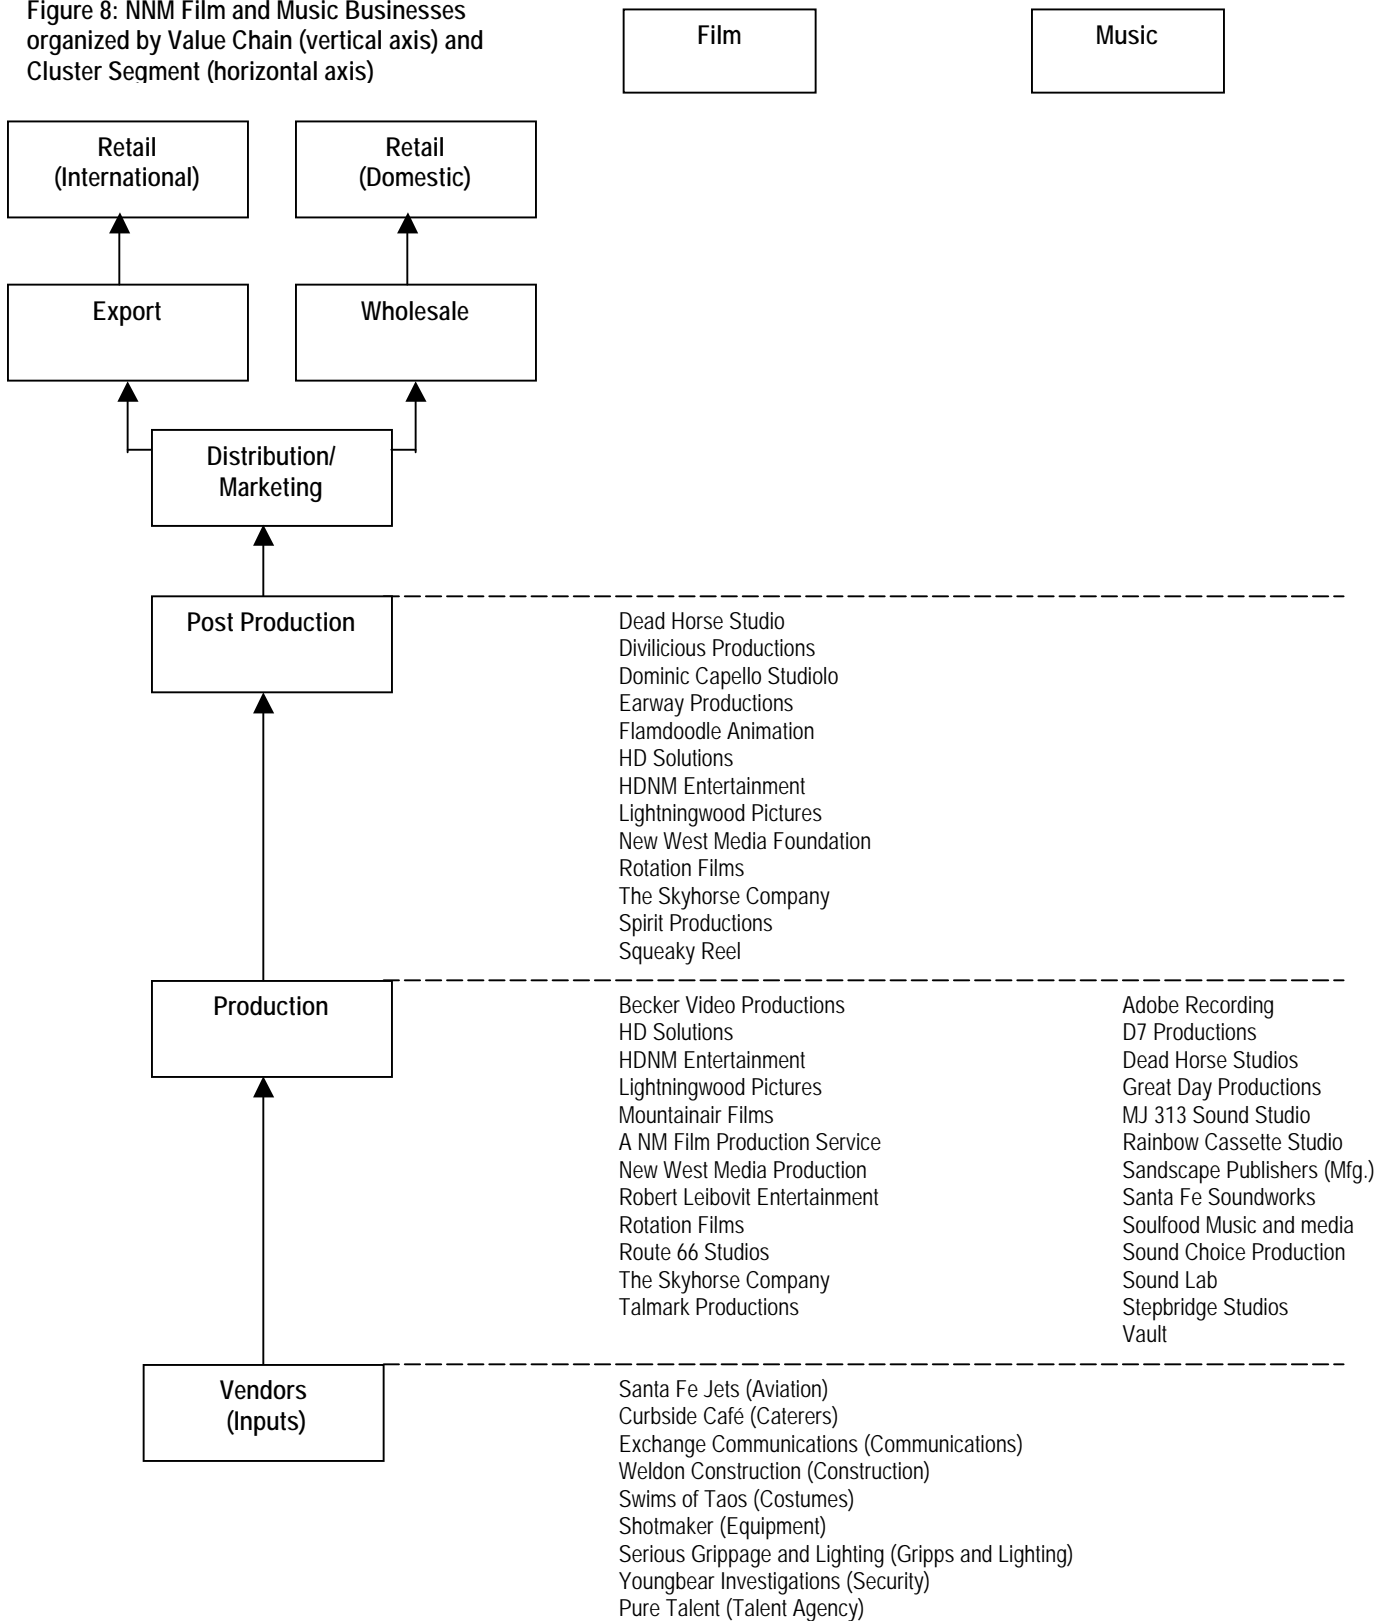 Figure 8: NNM Film and Music Businesses
organized by Value Chain (vertical axis) and
Cluster Segment (horizontal axis)
Film
Music
Retail
(International)
Retail
(Domestic)
Export
Wholesale
Distribution/
Marketing
Post Production
Dead Horse Studio
Divilicious Productions
Dominic Capello Studiolo
Earway Productions
Flamdoodle Animation
HD Solutions
HDNM Entertainment
Lightningwood Pictures
New West Media Foundation
Rotation Films
The Skyhorse Company
Spirit Productions
Squeaky Reel
Production
Becker Video Productions
HD Solutions
HDNM Entertainment
Lightningwood Pictures
Mountainair Films
A NM Film Production Service
New West Media Production
Robert Leibovit Entertainment
Rotation Films
Route 66 Studios
The Skyhorse Company
Talmark Productions
Adobe Recording
D7 Productions
Dead Horse Studios
Great Day Productions
MJ 313 Sound Studio
Rainbow Cassette Studio
Sandscape Publishers (Mfg.)
Santa Fe Soundworks
Soulfood Music and media
Sound Choice Production
Sound Lab
Stepbridge Studios
Vault
Vendors
(Inputs)
Santa Fe Jets (Aviation)
Curbside Café (Caterers)
Exchange Communications (Communications)
Weldon Construction (Construction)
Swims of Taos (Costumes)
Shotmaker (Equipment)
Serious Grippage and Lighting (Gripps and Lighting)
Youngbear Investigations (Security)
Pure Talent (Talent Agency)